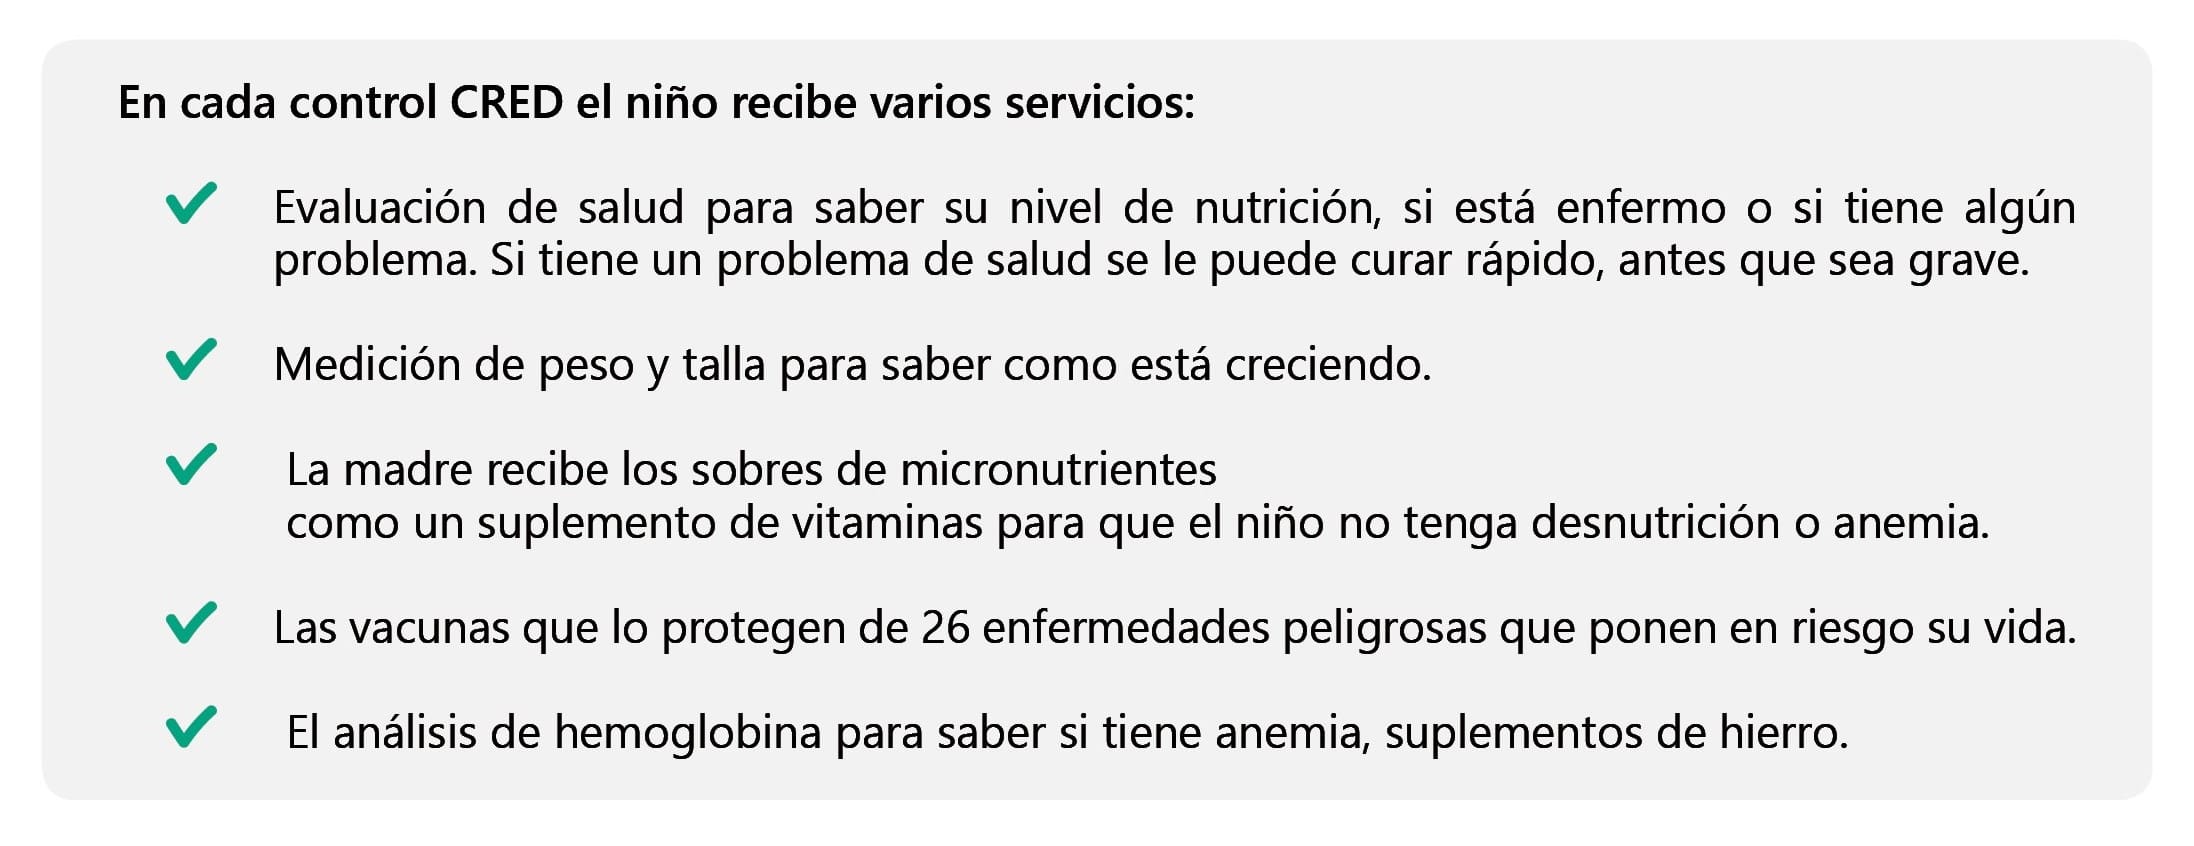 En cada control CRED el niño recibe varios servicios:
Evaluación de salud para saber su nivel de nutrición, si está enfermo o si tiene algún
problema. Si tiene un problema de salud se le puede curar rápido, antes que sea grave.
Medición de peso y talla para saber como está creciendo.
La madre recibe los sobres de micronutrientes
como un suplemento de vitaminas para que el niño no tenga desnutrición o anemia.
Las vacunas que lo protegen de 26 enfermedades peligrosas que ponen en riesgo su vida.
El análisis de hemoglobina para saber si tiene anemia, suplementos de hierro.